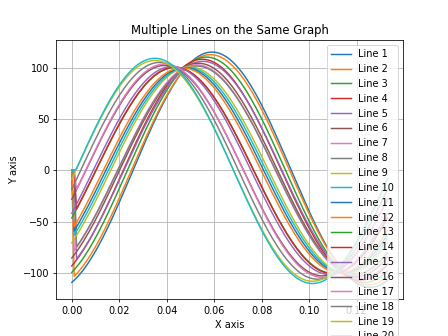 Multiple Lines on the Same Graph
Y axis
100
50
0
−50
−100
0.00
0.02
0.04
0.06
0.08
0.10
X axis
Line 1
Line 2
Line 3
Line 4
Line 5
Line 6
Line 7
Line 8
Line 9
Line 10
Line 11
Line 12
Line 13
Line 14
Line 15
Line 16
Line 17
Line 18
Line 19
Line 20